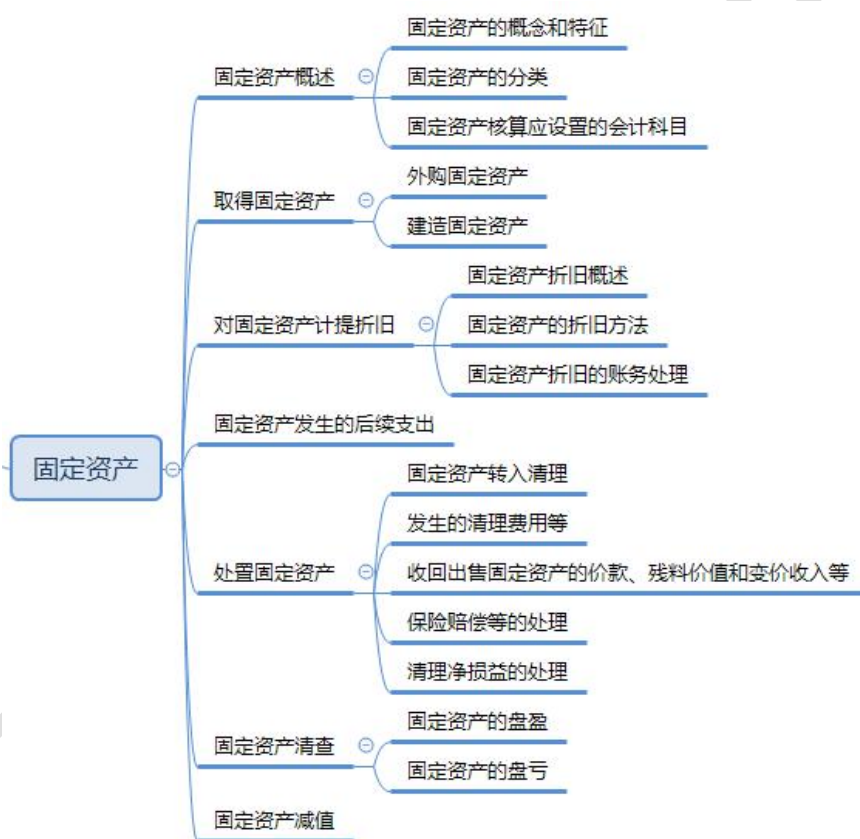 固定资产
固定资产概述
固定资产的概念和特征
固定资产的分类
固定资产核算应设置的会计科目
取得固定资产
外购固定资产
建造固定资产
对固定资产计提折旧
固定资产折旧概述
固定资产的折旧方法
固定资产折旧的账务处理
固定资产发生的后续支出
处置固定资产
固定资产转入清理
发生的清理费用等
收回出售固定资产的价款、残料价值和变价收入等
保险赔偿等的处理
清理净损益的处理
固定资产清查
固定资产的盘盈
固定资产的盘亏
固定资产减值